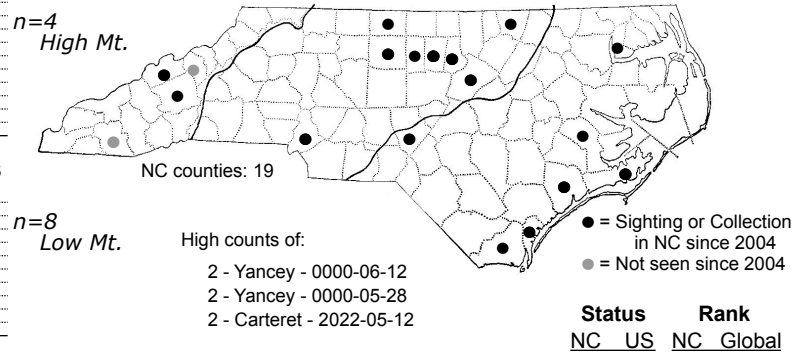 n=4
High Mt.
NC counties: 19
n=8
Low Mt.
High counts of:
2 - Yancey - 0000-06-12
2 - Yancey - 0000-05-28
2 - Carteret - 2022-05-12
= Sighting or Collection
in NC since 2004
= Not seen since 2004
Status Rank
NC US NC Global